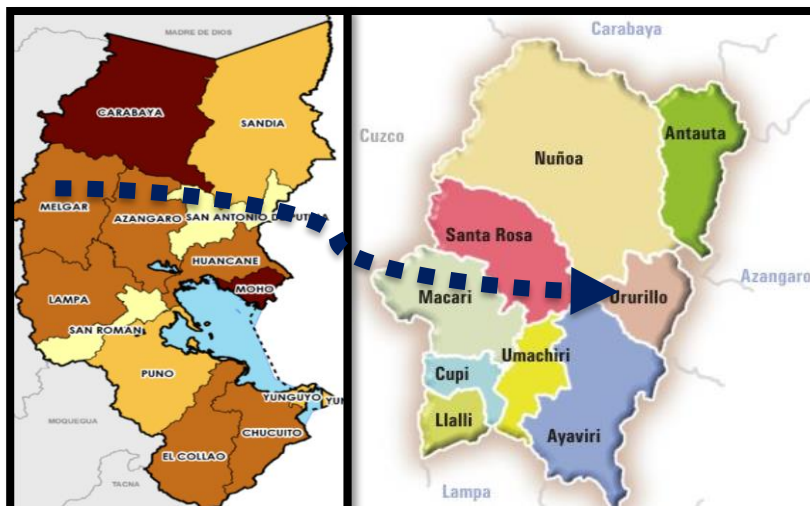 MADRE DE DIOS
CARABAYA
SANDIA
MELGAR
AZANGARO
SAN ANTONIO DE PUTINA
HUANCANE
MOHO
LAMPA
SAN ROMAN
PUNO
YUNGUYO
MOQUEGUA
CHUCUITO
EL COLLAO
TACNA
Carabaya
Cuzco
Antauta
Nuñoa
Santa Rosa
Azangaro
Macari
Ururillo
Umachiri
Cupi
Llalli
Ayaviri
Lampa